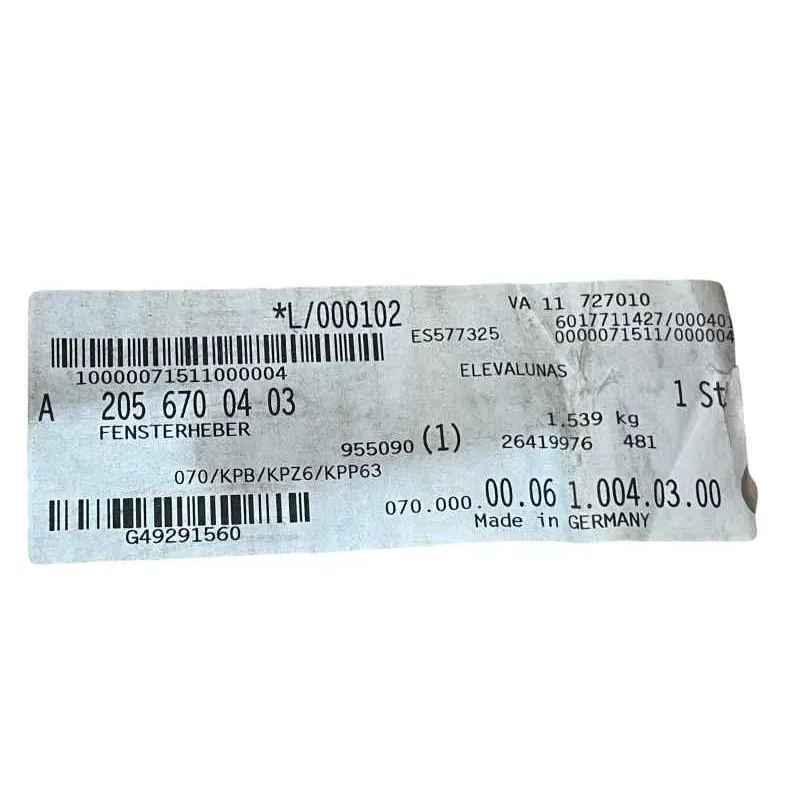 *L/000102
VA 11 727010
ES577325
6017711427/000401
0000071511/000004
10000071511000004
ELEVALUNAS
A 205 670 04 03
1 St
FENSTERHEBER
1.539 kg
955090 (1) 26419976 481
070/KPB/KPZ6/KPP63
070.000.00.06 1.004.03.00
G49291560
Made in GERMANY